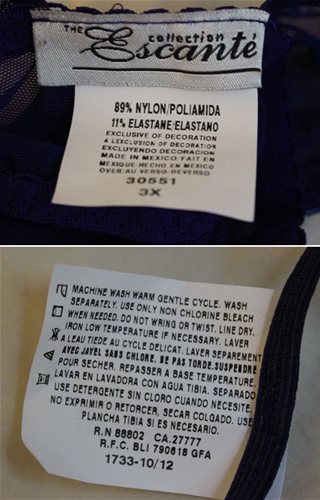 THE collection
Escanté
89% NYLON/POLIAMIDA
11% ELASTANE/ELASTANO
EXCLUSIVE OF DECORATION
A LEXCLUSION OF DECORATION
EXCLUYENDO DECORACION
MADE IN MEXICO/FAIT EN
MEXIQUE/HECHO EN MEXICO
OVER/AU VERSO/REVERSO
30551
3X
MACHINE WASH WARM GENTLE CYCLE. WASH
SEPARATELY. USE ONLY NON CHLORINE BLEACH
WHEN NEEDED. DO NOT WRING OR TWIST. LINE DRY.
IRON LOW TEMPERATURE IF NECESSARY. LAVER
A LEAU TIEDE AU CYCLE DELICAT. LAVER SEPAREMENT
AVEC JAVEL SANS CHLORE. NE PAS TORDE.SUSPENDRE
POUR SECHER. REPASSER A BASE TEMPERATURE,
LAVAR EN LAVADORA CON AGUA TIBIA. SEPARADO
USE DETERGENTE SIN CLORO CUANDO NECESITE,
NO EXPRIMIR O RETORCER, SECAR COLGADO. USE
PLANCHA TIBIA SI ES NECESARIO.
R.N 88802 CA.27777
R.F.C. BLI 790618 GFA
1733-10/12